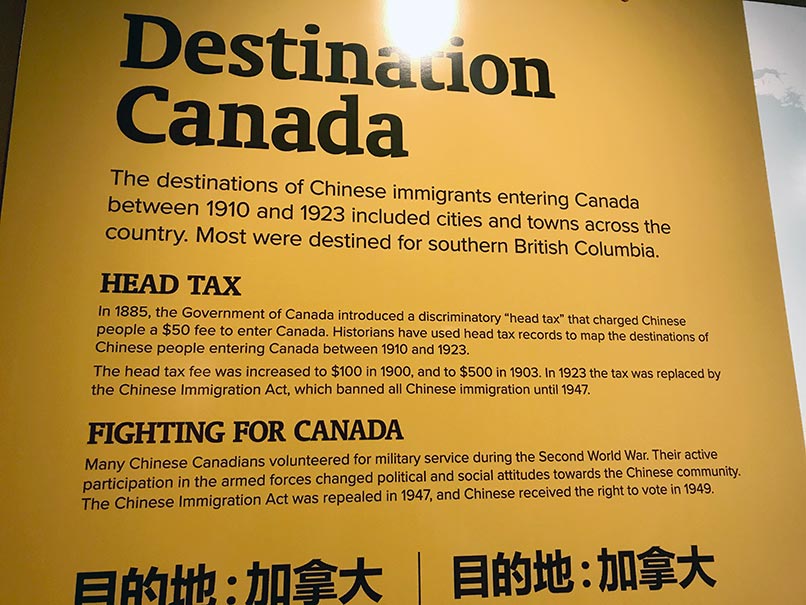 Destination
Canada
The destinations of Chinese immigrants entering Canada
between 1910 and 1923 included cities and towns across the
country. Most were destined for southern British Columbia.
HEAD TAX
In 1885, the Government of Canada introduced a discriminatory “head tax” that charged Chinese
people a $50 fee to enter Canada. Historians have used head tax records to map the destinations of
Chinese people entering Canada between 1910 and 1923.
The head tax fee was increased to $100 in 1900, and to $500 in 1903. In 1923 the tax was replaced by
the Chinese Immigration Act, which banned all Chinese immigration until 1947.
FIGHTING FOR CANADA
Many Chinese Canadians volunteered for military service during the Second World War. Their active
participation in the armed forces changed political and social attitudes towards the Chinese community.
The Chinese Immigration Act was repealed in 1947, and Chinese received the right to vote in 1949.
目的地:加拿大
目的地:加拿大